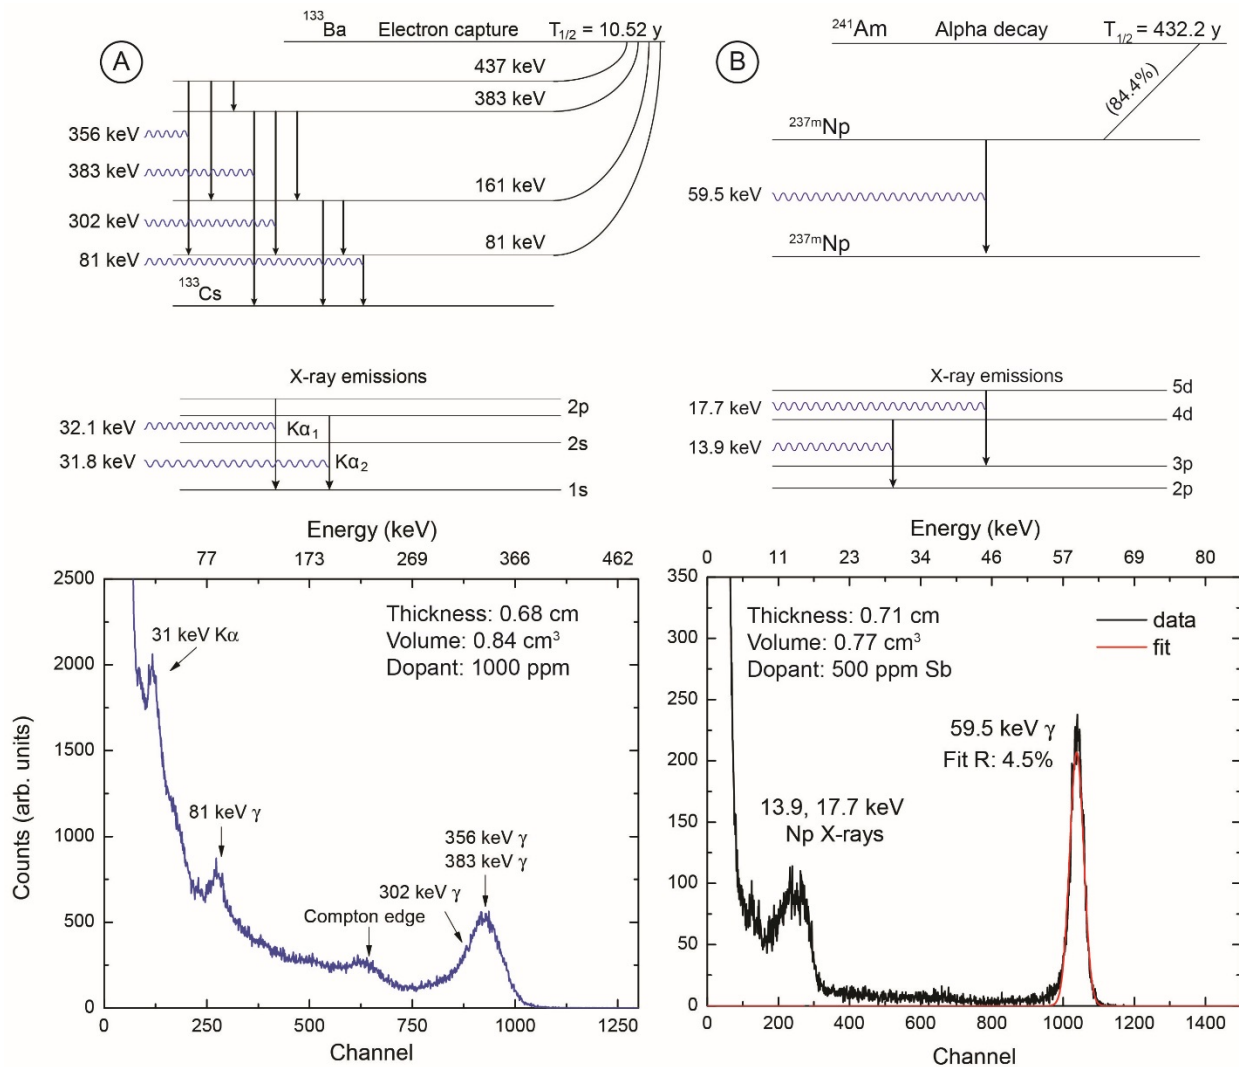 A
¹³³Ba Electron capture T₁/₂ = 10.52 y
437 keV
383 keV
356 keV
383 keV
161 keV
302 keV
81 keV
81 keV
¹³³Cs
X-ray emissions
2p
32.1 keV
Kα₁
2s
31.8 keV
Kα₂
1s
Energy (keV)
77 173 269 366 462
2500
2000
1500
1000
500
0
Counts (arb. units)
Thickness: 0.68 cm
Volume: 0.84 cm³
Dopant: 1000 ppm
31 keV Kα
81 keV γ
356 keV γ
383 keV γ
302 keV γ
Compton edge
0 250 500 750 1000 1250
Channel
B
²⁴¹Am Alpha decay T₁/₂ = 432.2 y
(84.4%)
²³⁷ᵐNp
59.5 keV
²³⁷ᵐNp
X-ray emissions
5d
17.7 keV
4d
13.9 keV
3p
2p
Energy (keV)
0 11 23 34 46 57 69 80
350
300
250
200
150
100
50
0
Thickness: 0.71 cm
Volume: 0.77 cm³
Dopant: 500 ppm Sb
data
fit
59.5 keV γ
Fit R: 4.5%
13.9, 17.7 keV
Np X-rays
0 200 400 600 800 1000 1200 1400
Channel